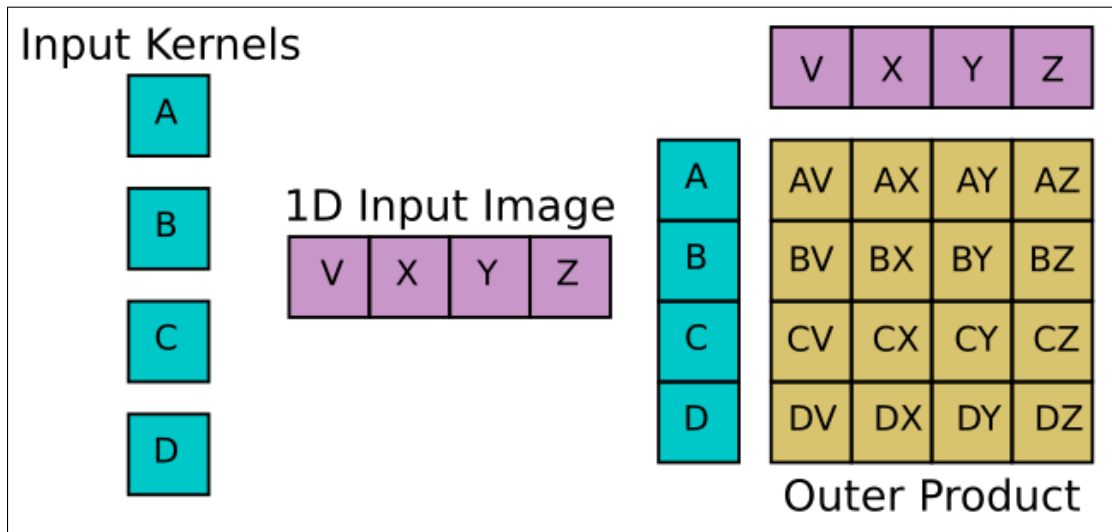 Input Kernels
A
B
C
D
1D Input Image
V X Y Z
V X Y Z
A AV AX AY AZ
B BV BX BY BZ
C CV CX CY CZ
D DV DX DY DZ
Outer Product